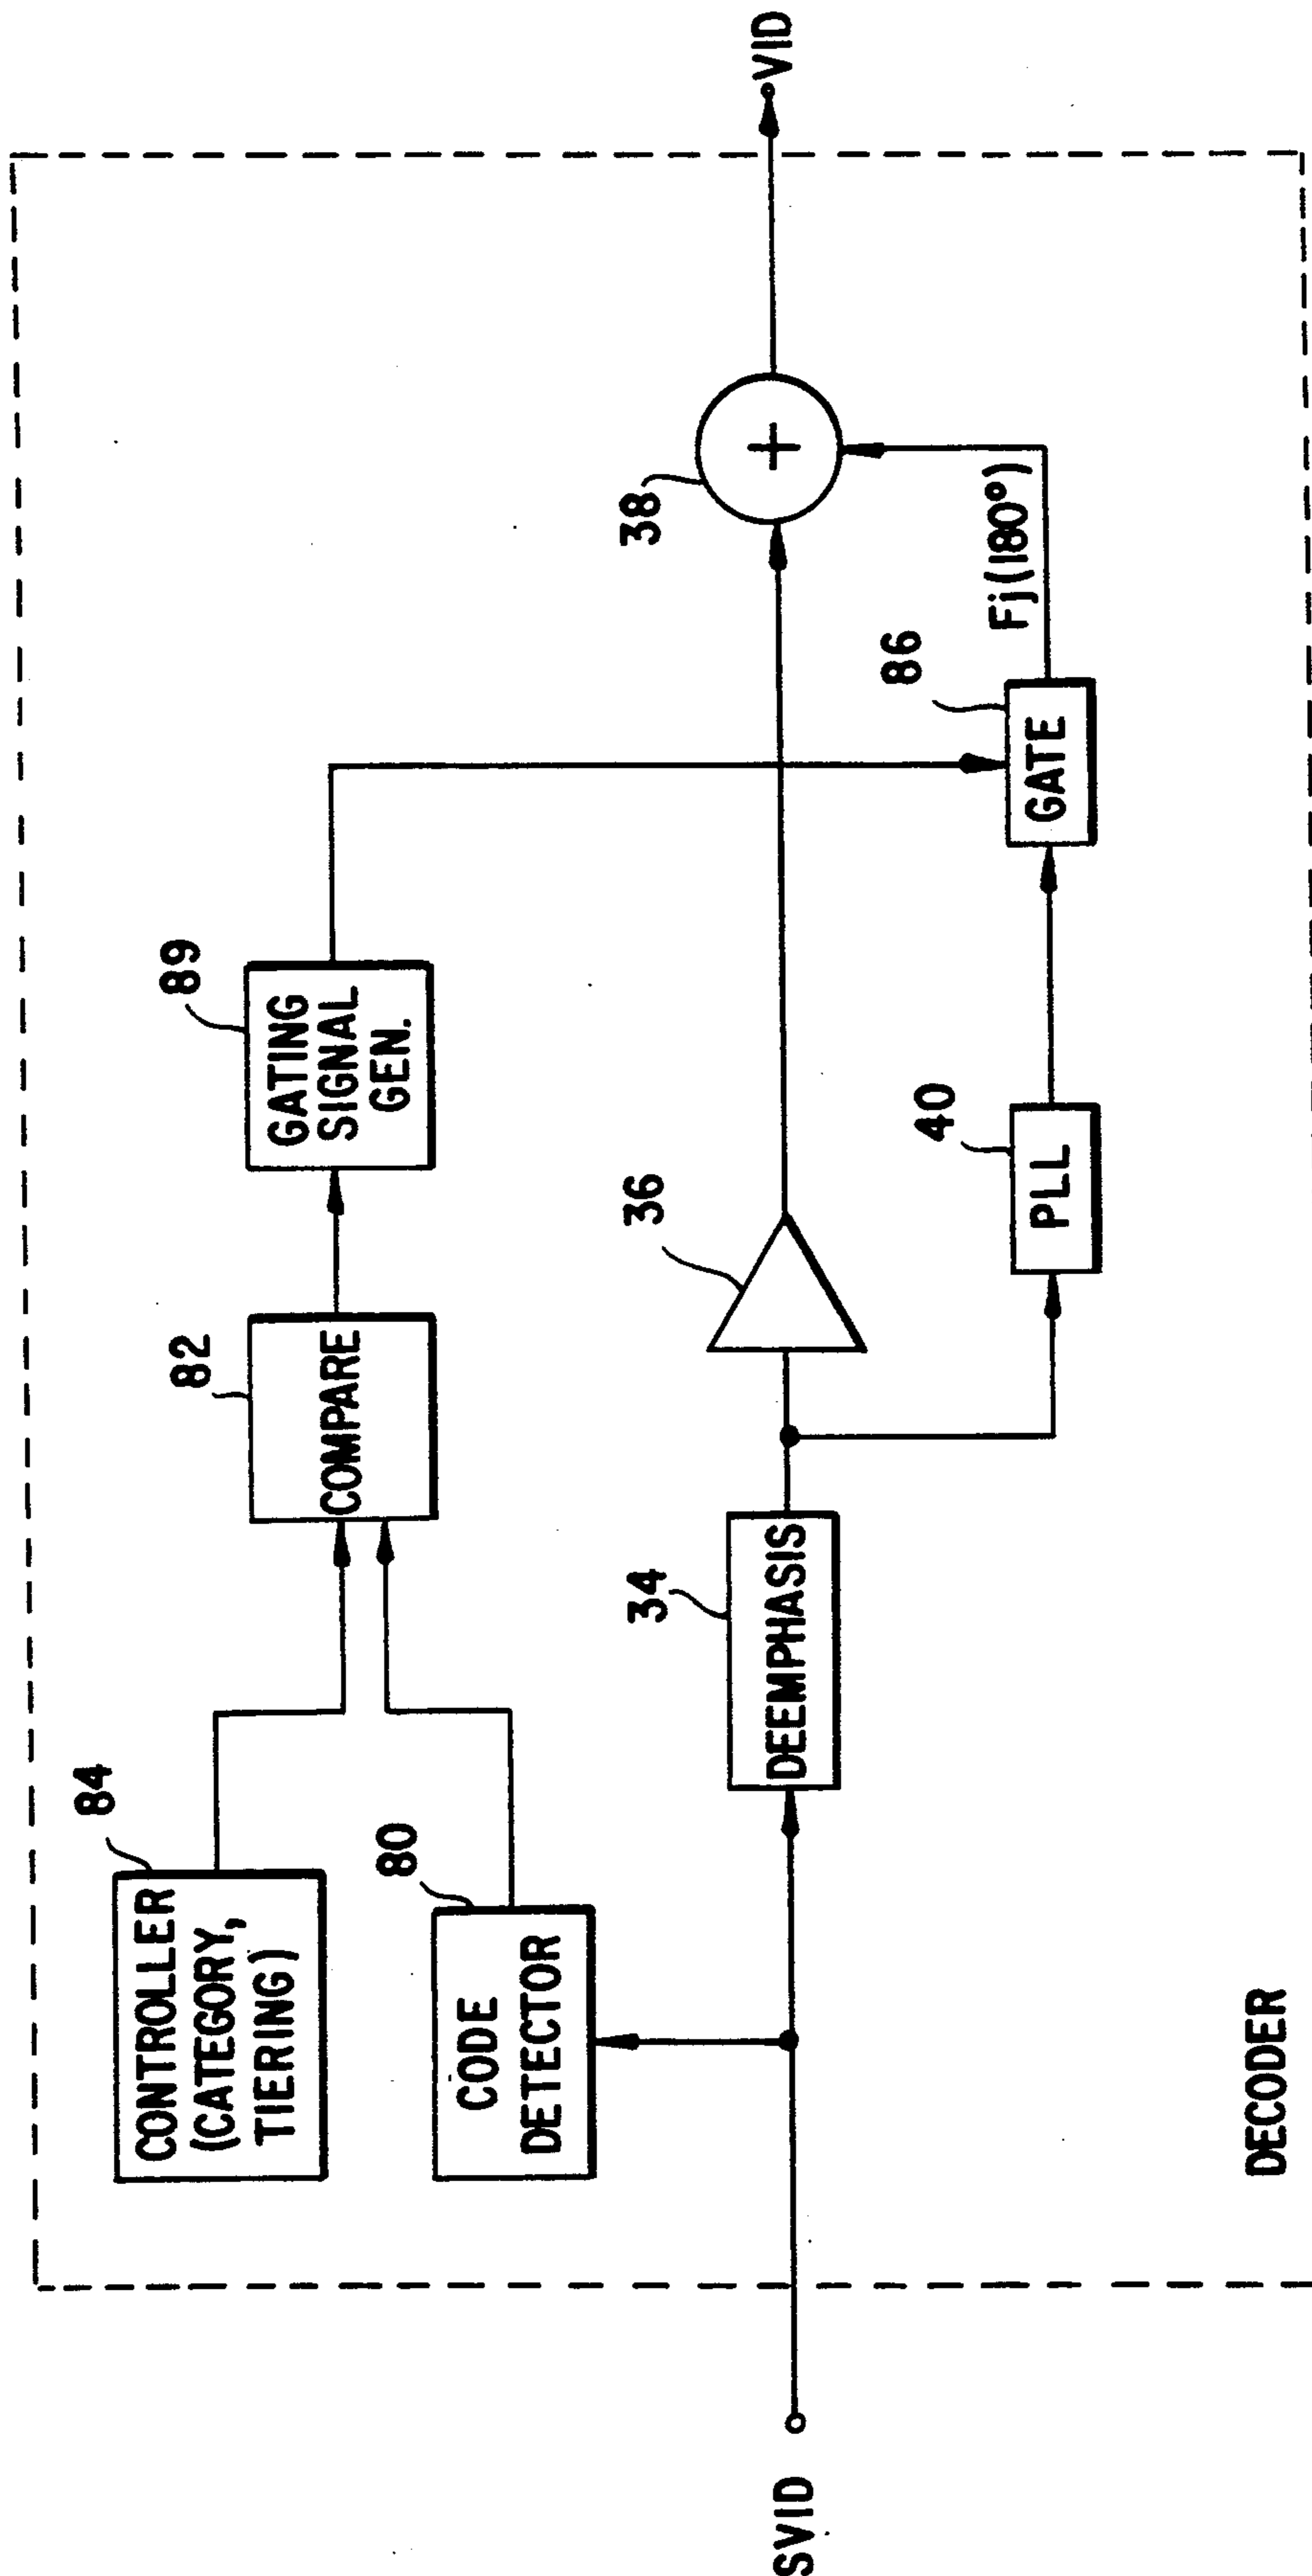 84
CONTROLLER
(CATEGORY,
TIERING)
80
CODE
DETECTOR
82
COMPARE
89
GATING
SIGNAL
GEN.
SVID
34
DEEMPHASIS
36
38
+
VID
40
PLL
86
GATE
Fj(180°)
DECODER